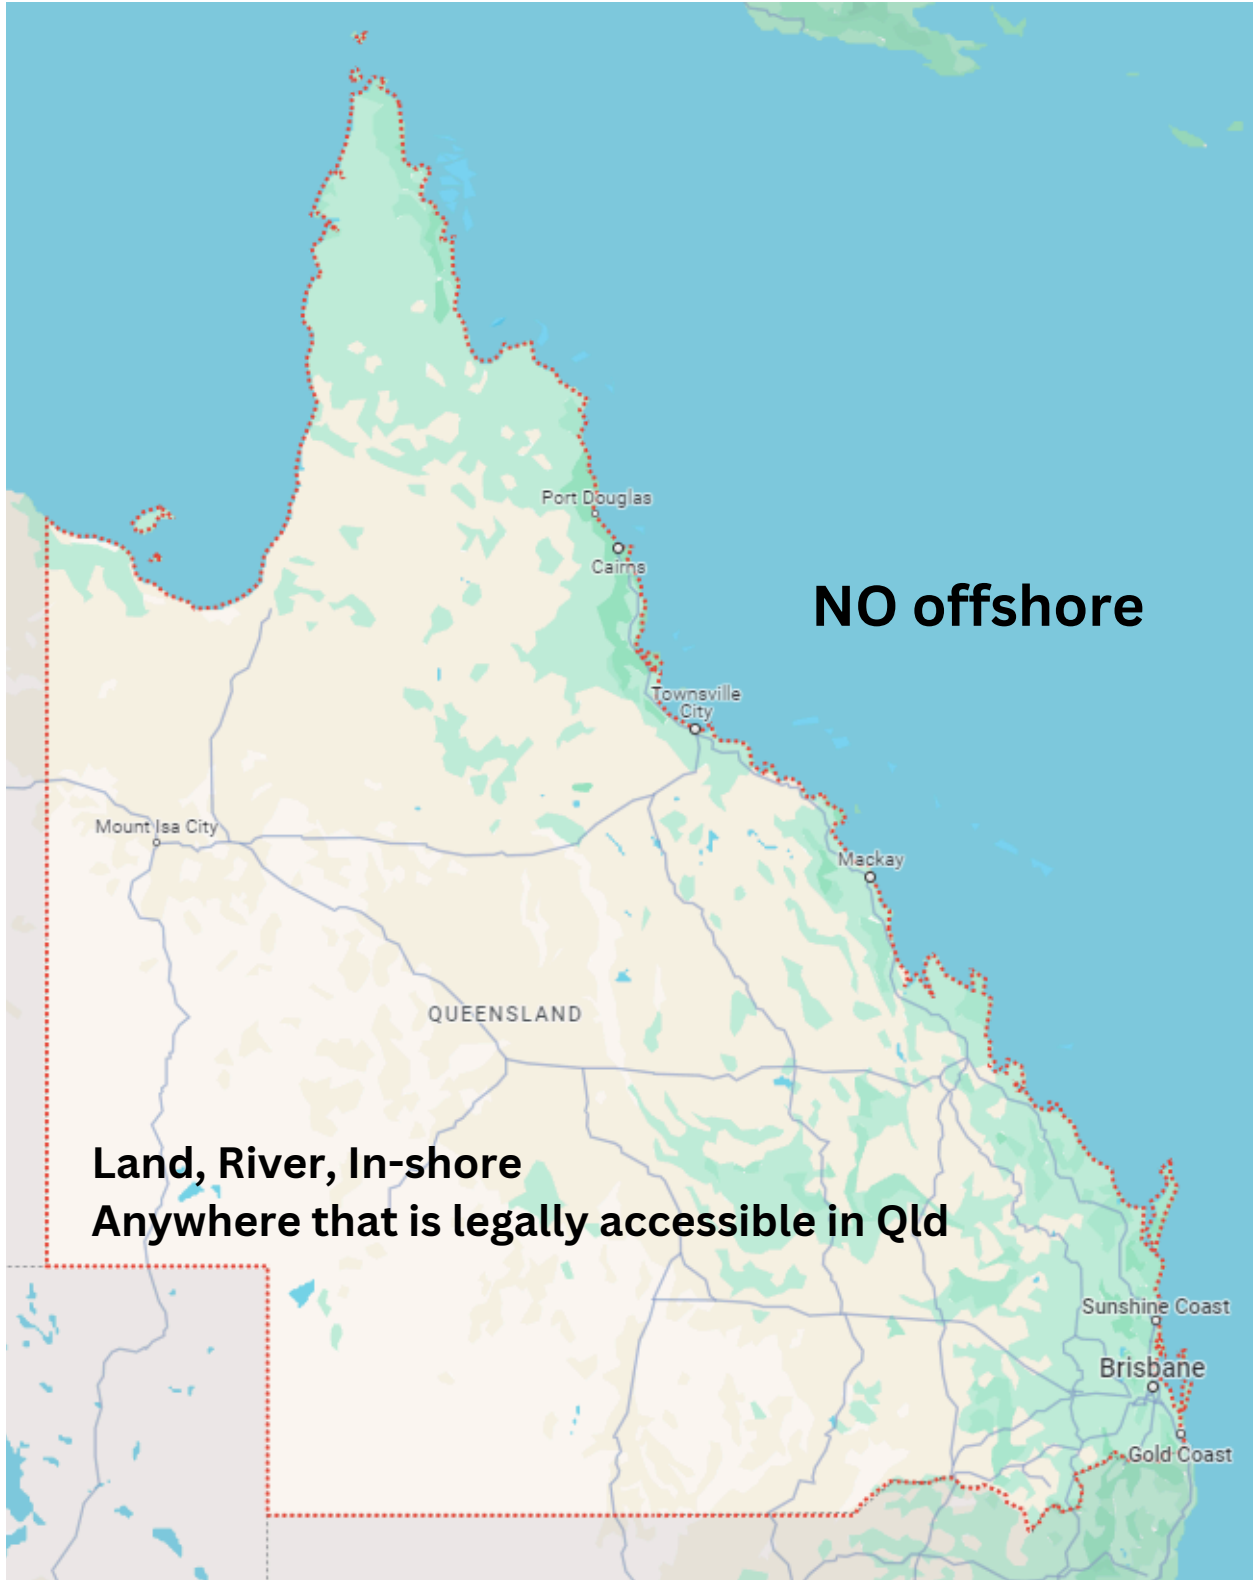 Port Douglas
Cairns
NO offshore
Townsville
City
Mount Isa City
Mackay
QUEENSLAND
Land, River, In-shore
Anywhere that is legally accessible in Qld
Sunshine Coast
Brisbane
Gold Coast